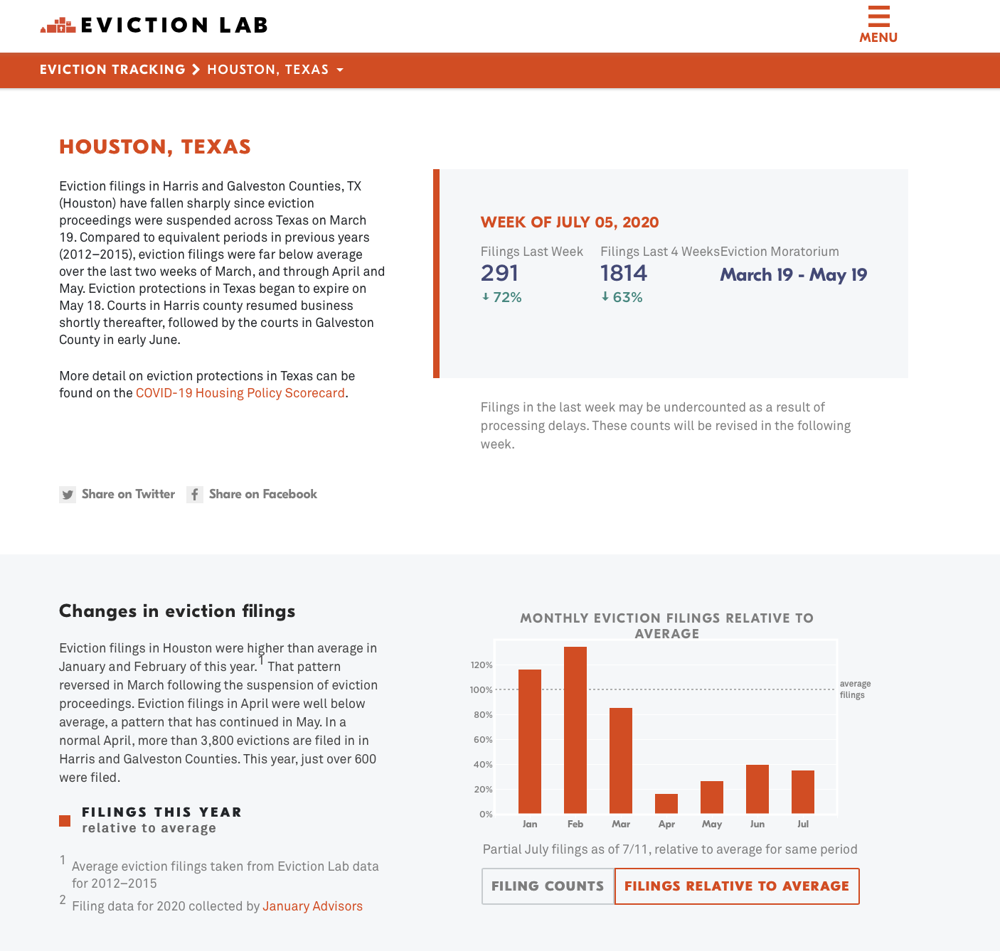 EVICTION LAB
MENU
EVICTION TRACKING HOUSTON, TEXAS
HOUSTON, TEXAS
Eviction filings in Harris and Galveston Counties, TX
(Houston) have fallen sharply since eviction
proceedings were suspended across Texas on March
19. Compared to equivalent periods in previous years
(2012–2015), eviction filings were far below average
over the last two weeks of March, and through April and
May. Eviction protections in Texas began to expire on
May 18. Courts in Harris county resumed business
shortly thereafter, followed by the courts in Galveston
County in early June.
More detail on eviction protections in Texas can be
found on the COVID-19 Housing Policy Scorecard.
Share on Twitter Share on Facebook
WEEK OF JULY 05, 2020
Filings Last Week Filings Last 4 Weeks Eviction Moratorium
291 1814 March 19 - May 19
↓ 72% ↓ 63%
Filings in the last week may be undercounted as a result of
processing delays. These counts will be revised in the following
week.
Changes in eviction filings
Eviction filings in Houston were higher than average in
January and February of this year.1 That pattern
reversed in March following the suspension of eviction
proceedings. Eviction filings in April were well below
average, a pattern that has continued in May. In a
normal April, more than 3,800 evictions are filed in in
Harris and Galveston Counties. This year, just over 600
were filed.
FILINGS THIS YEAR
relative to average
1 Average eviction filings taken from Eviction Lab data
for 2012–2015
2 Filing data for 2020 collected by January Advisors
MONTHLY EVICTION FILINGS RELATIVE TO
AVERAGE
120%
100%
average
filings
80%
60%
40%
20%
0%
Jan Feb Mar Apr May Jun Jul
Partial July filings as of 7/11, relative to average for same period
FILING COUNTS FILINGS RELATIVE TO AVERAGE